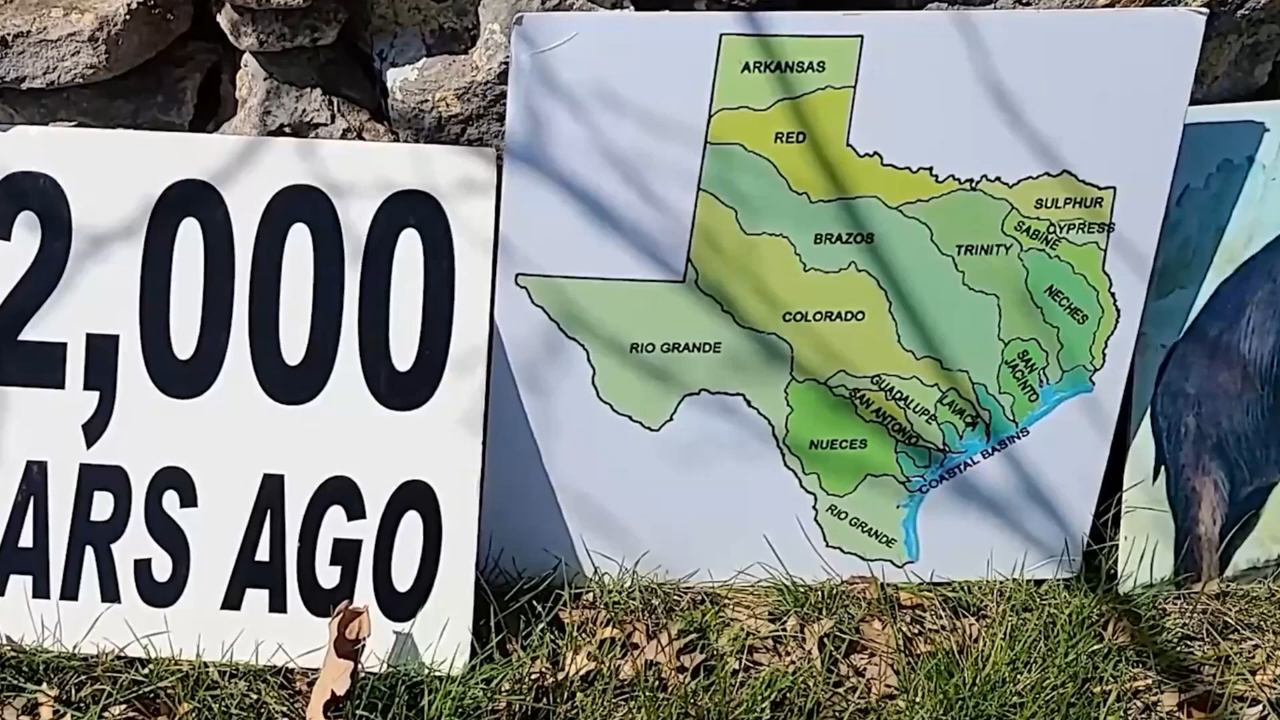 2,000
ARS AGO
ARKANSAS
RED
SULPHUR
CYPRESS
SABINE
BRAZOS
TRINITY
NECHES
COLORADO
RIO GRANDE
SAN
JACINTO
GUADALUPE
LAVACA
SAN ANTONIO
NUECES
COASTAL BASINS
RIO GRANDE